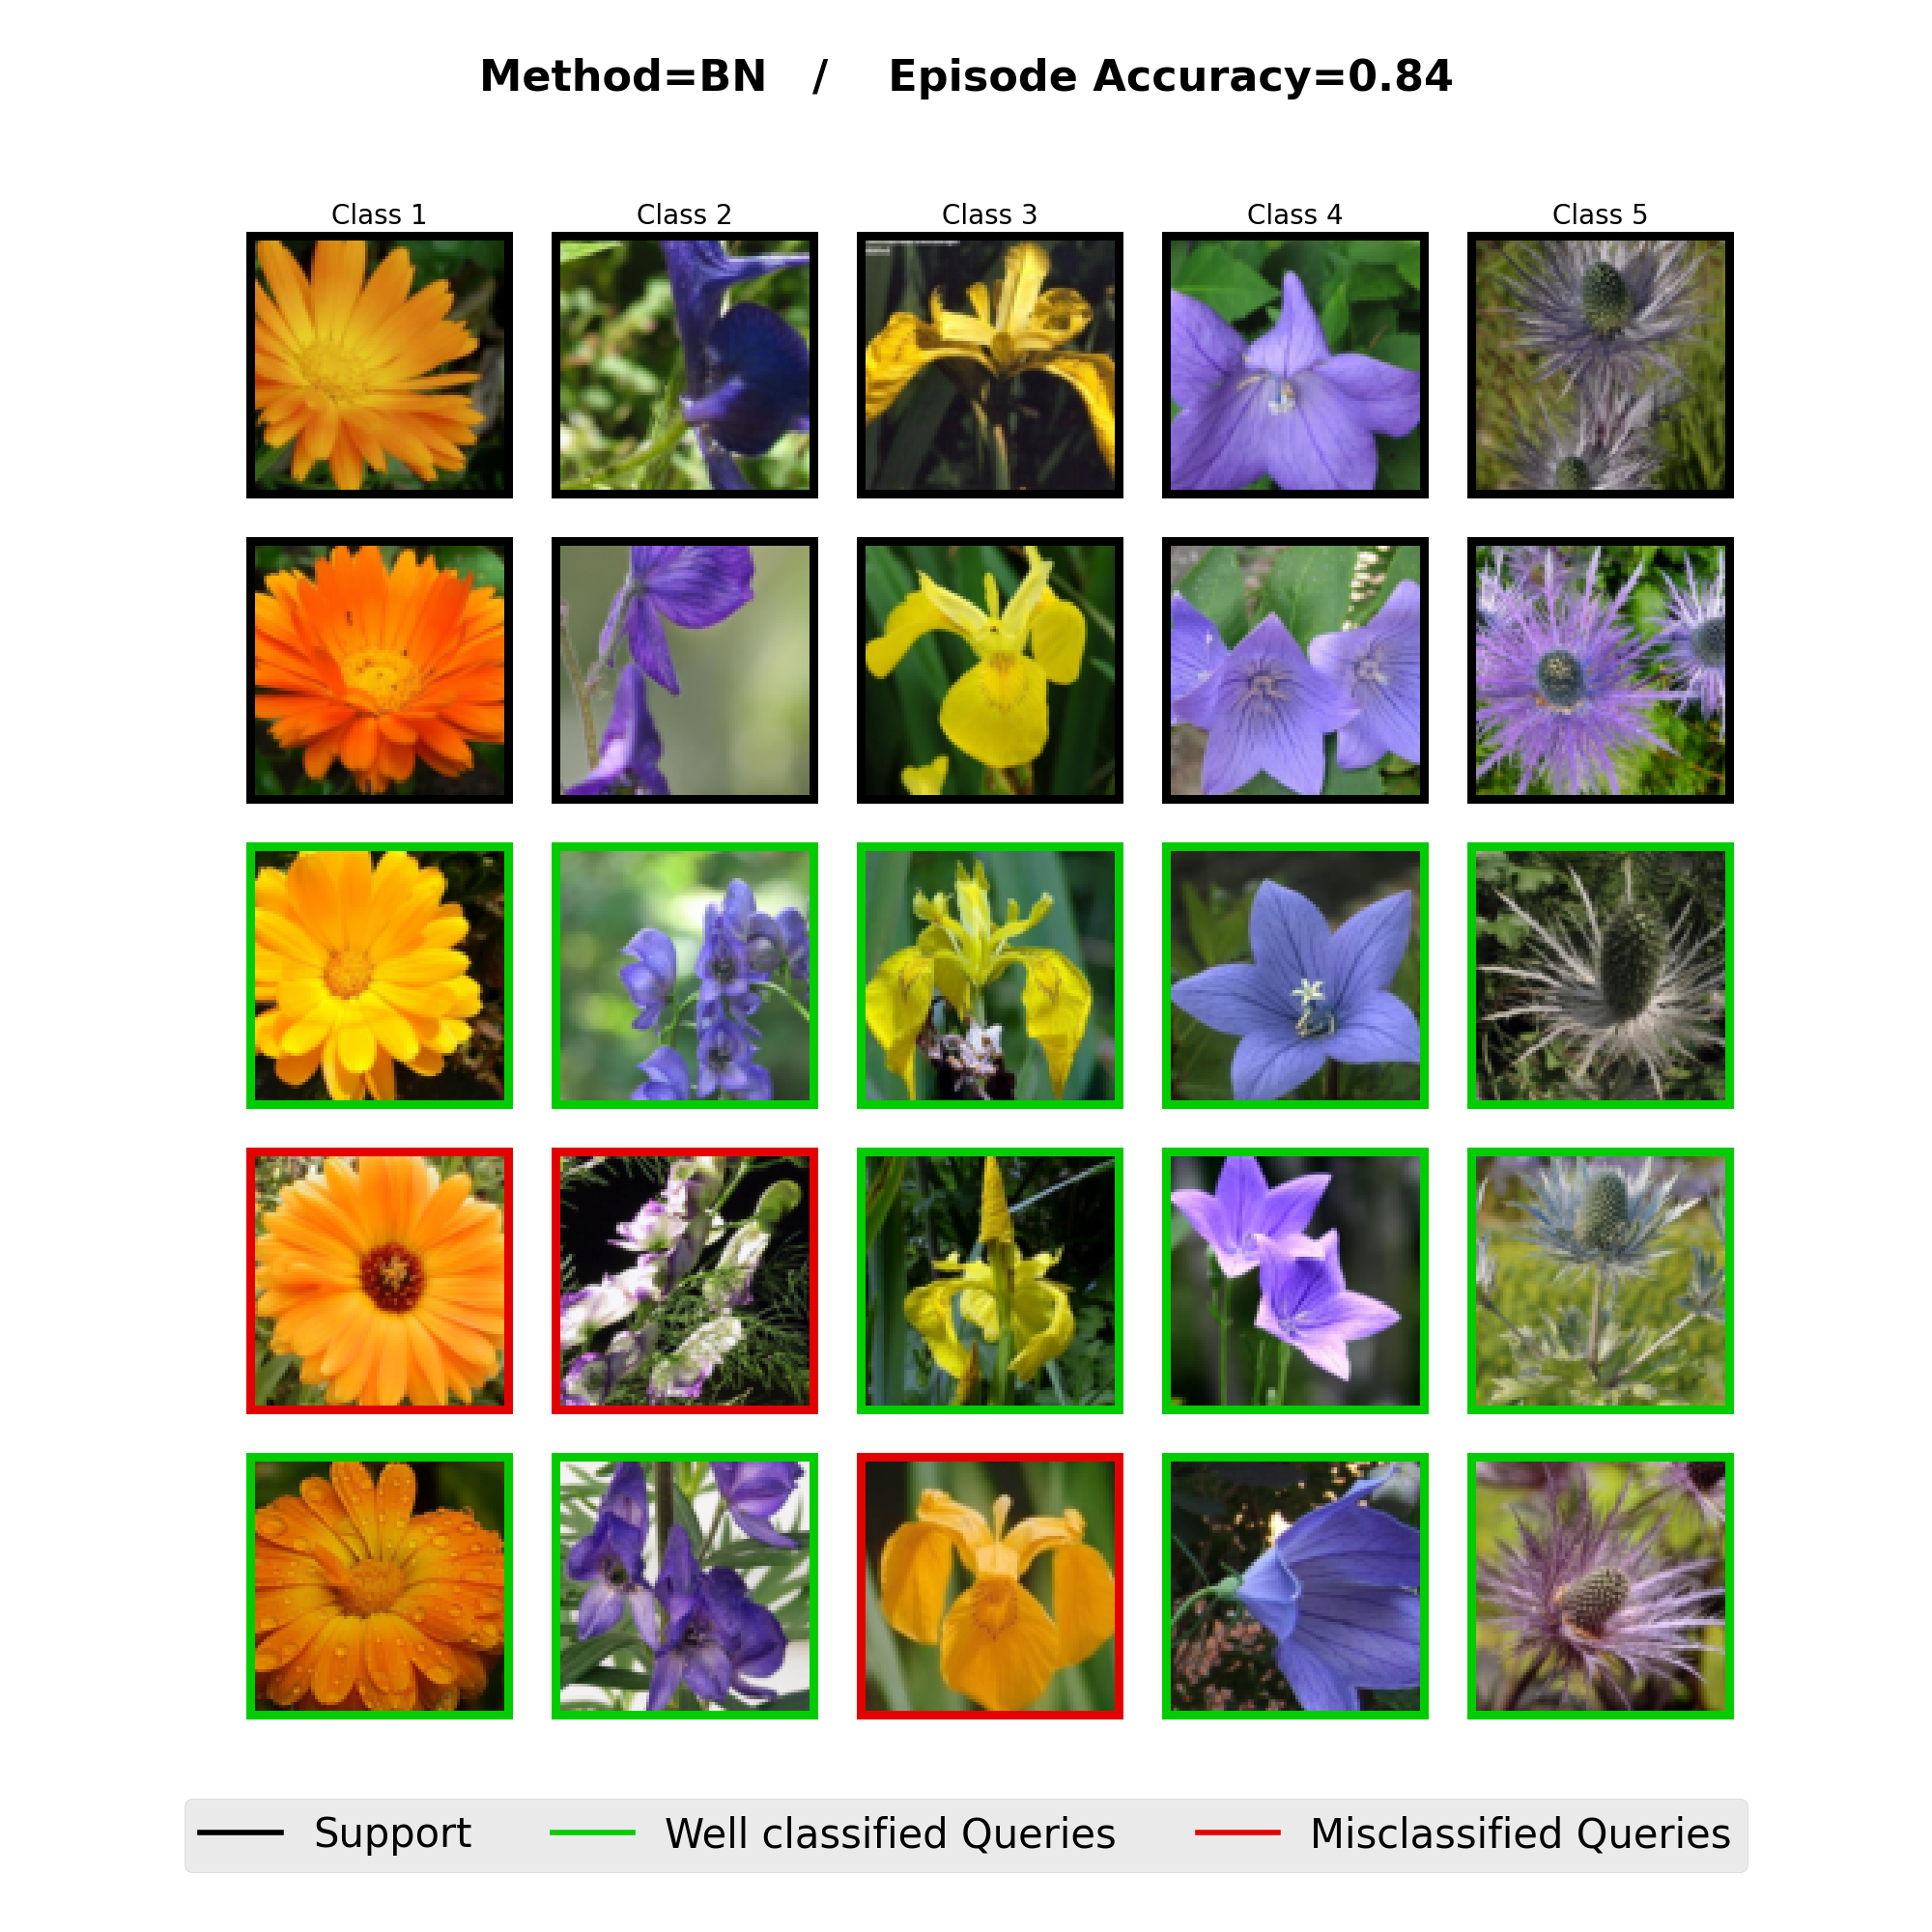 Method=BN / Episode Accuracy=0.84
Class 1 Class 2 Class 3 Class 4 Class 5
Support Well classified Queries Misclassified Queries